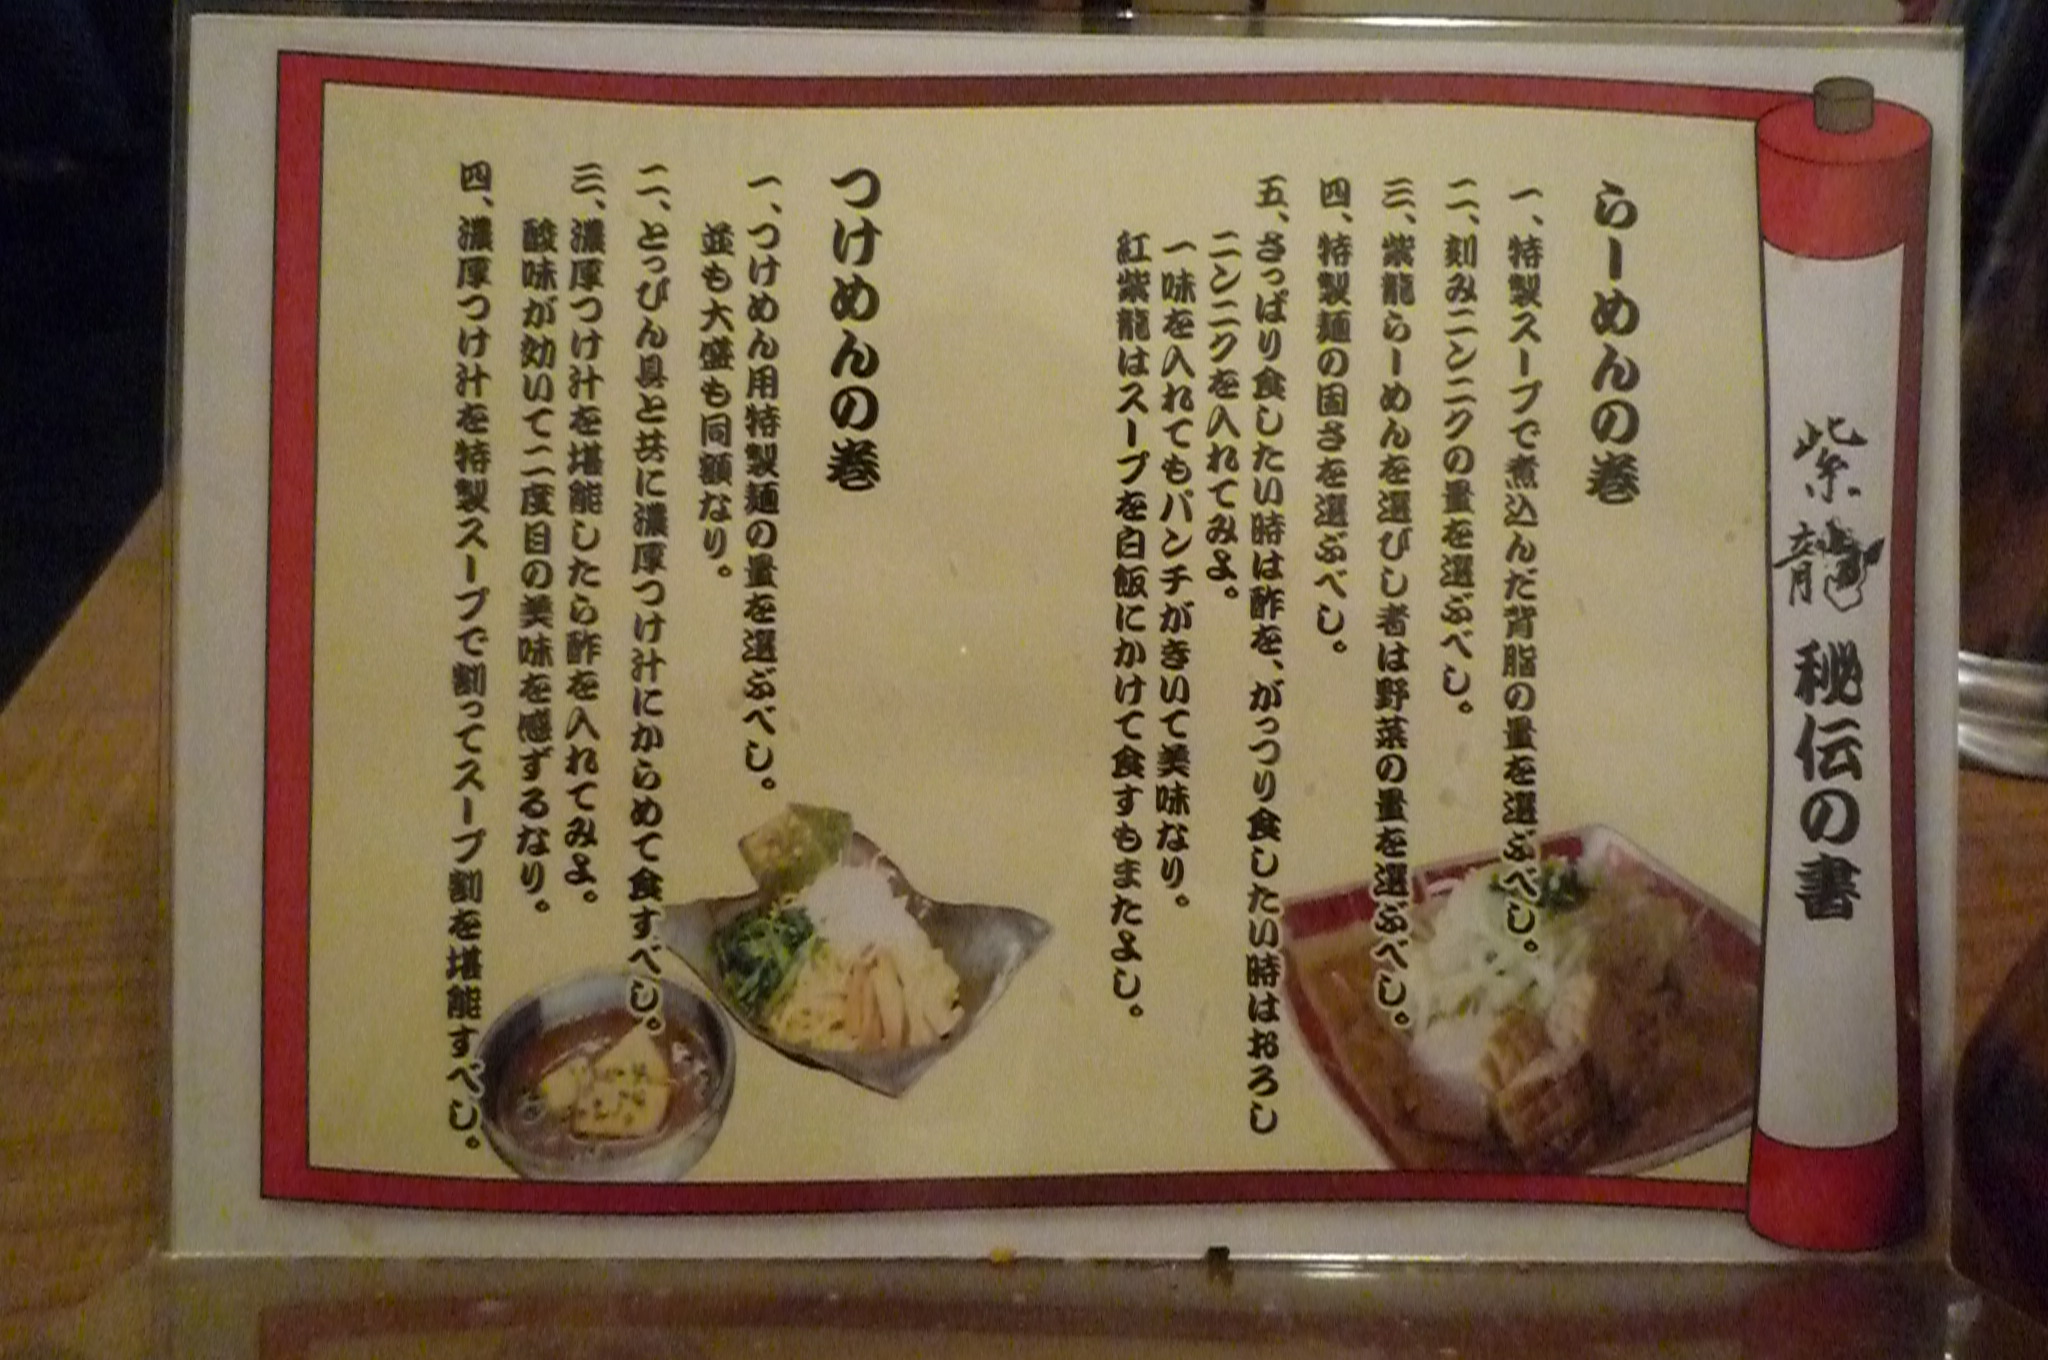 紫龍 秘伝の書
らーめんの巻
一、特製スープで煮込んだ背脂の量を選ぶべし。
二、刻みニンニクの量を選ぶべし。
三、紫龍らーめんを選びし者は野菜の量を選ぶべし。
四、特製麺の固さを選ぶべし。
五、さっぱり食したい時は酢を、がっつり食したい時はおろし
ニンニクを入れてみよ。
一味を入れてもパンチがきいて美味なり。
紅紫龍はスープを白飯にかけて食すもまたよし。
つけめんの巻
一、つけめん用特製麺の量を選ぶべし。
並も大盛も同額なり。
二、とっぴん具と共に濃厚つけ汁にからめて食すべし。
三、濃厚つけ汁を堪能したら酢を入れてみよ。
酸味が効いて二度目の美味を感ずるなり。
四、濃厚つけ汁を特製スープで割ってスープ割を堪能すべし。